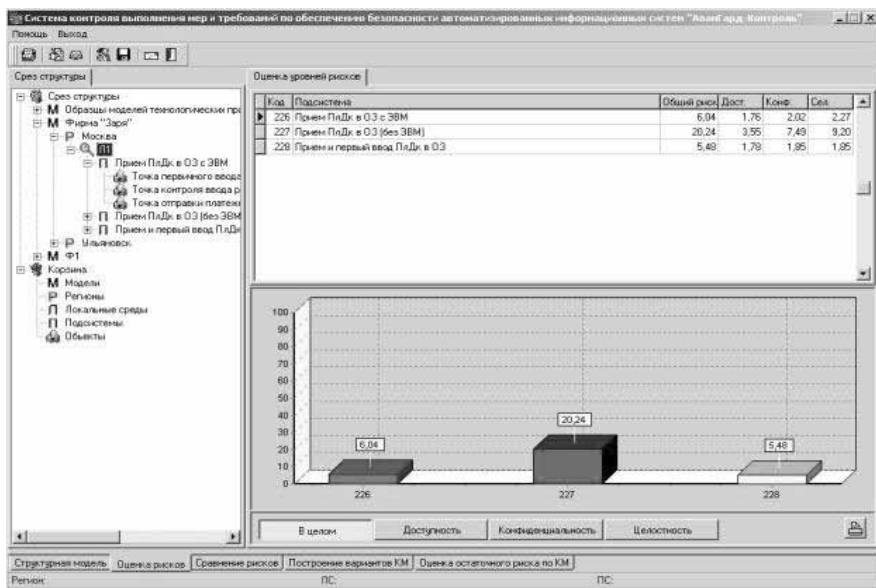 Система контроля выполнения мер и требований по обеспечению безопасности автоматизированных информационных систем "АванГард-Контроль"
Помощь Выход
Срез структуры
Срез структуры
М Образцы моделей технологических пр
М Фирма "Заря"
Р Москва
П1
П Прием ПлДк в ОЗ с ЭВМ
Точка первичного ввода
Точка контроля ввода р
Точка отправки платежн
П Прием ПлДк в ОЗ (без ЭВМ
П Прием и первый ввод ПлДк
Р Ульяновск
М Ф1
Корзина
М Модели
Р Регионы
Л Локальные среды
П Подсистемы
Объекты
Оценка уровней рисков
Код Подсистема Общий риск Дост. Конф. Сел.
226 Прием ПлДк в ОЗ с ЭВМ 6,04 1,76 2,02 2,27
227 Прием ПлДк в ОЗ (без ЭВМ) 20,24 3,55 7,49 9,20
228 Прием и первый ввод ПлДк в ОЗ 5,48 1,78 1,85 1,85
100
90
80
70
60
50
40
30
20
10
0
6,04
20,24
5,48
226 227 228
В целом Доступность Конфиденциальность Целостность
Структурная модель Оценка рисков Сравнение рисков Построение вариантов КМ Оценка остаточного риска по КМ
Регион: ЛС: ПС: